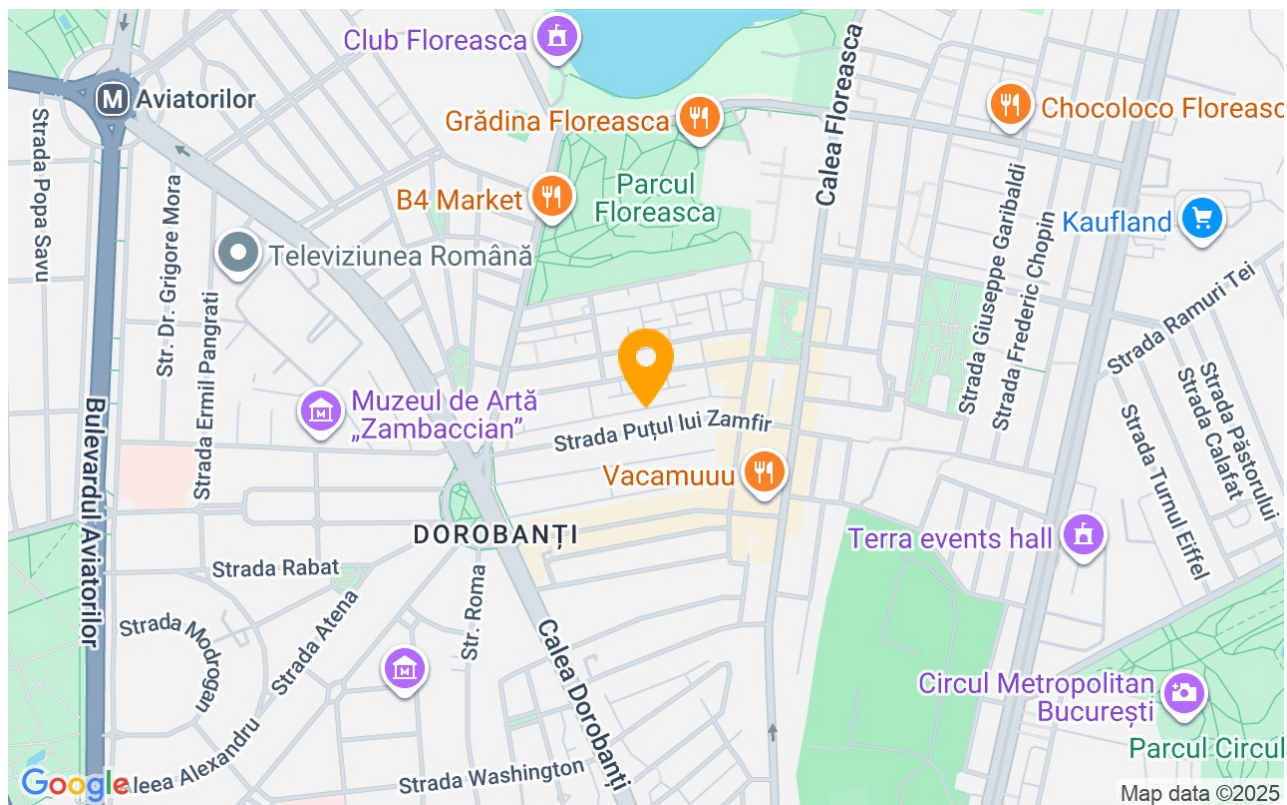 Club Floreasca
M
Aviatorilor
Calea Floreasca
Grădina Floreasca
Chocoloco Floreasc
Strada Popa Savu
Str. Dr. Grigore Mora
B4 Market
Parcul
Floreasca
Strada Giuseppe Garibaldi
Strada Frederic Chopin
Kaufland
Televiziunea Română
Strada Ermil Pangrati
Strada Ramuri Tei
Muzeul de Artă
„Zambaccian”
Strada Puțul lui Zamfir
Strada Păstorului
Strada Calafat
Strada Turnul Eiffel
Bulevardul Aviatorilor
Vacamuuu
DOROBANȚI
Terra events hall
Strada Rabat
Strada Atena
Str. Roma
Strada Modrogan
Calea Dorobanți
Circul Metropolitan
București
Parcul Circul
Google
Aleea Alexandru
Strada Washington
Map data ©2025